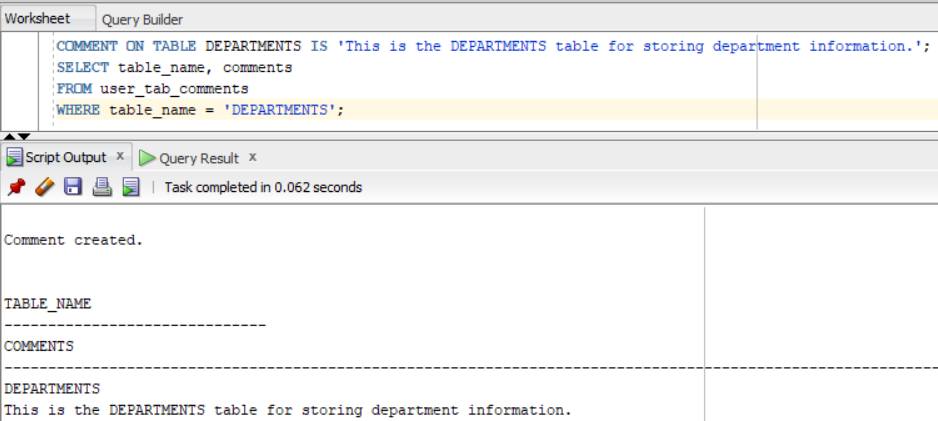 Worksheet Query Builder
COMMENT ON TABLE DEPARTMENTS IS 'This is the DEPARTMENTS table for storing department information.';
SELECT table_name, comments
FROM user_tab_comments
WHERE table_name = 'DEPARTMENTS';
Script Output x Query Result x
Task completed in 0.062 seconds
Comment created.
TABLE_NAME
------------------------------
COMMENTS
--------------------------------------------------------------------------------------------------------------
DEPARTMENTS
This is the DEPARTMENTS table for storing department information.